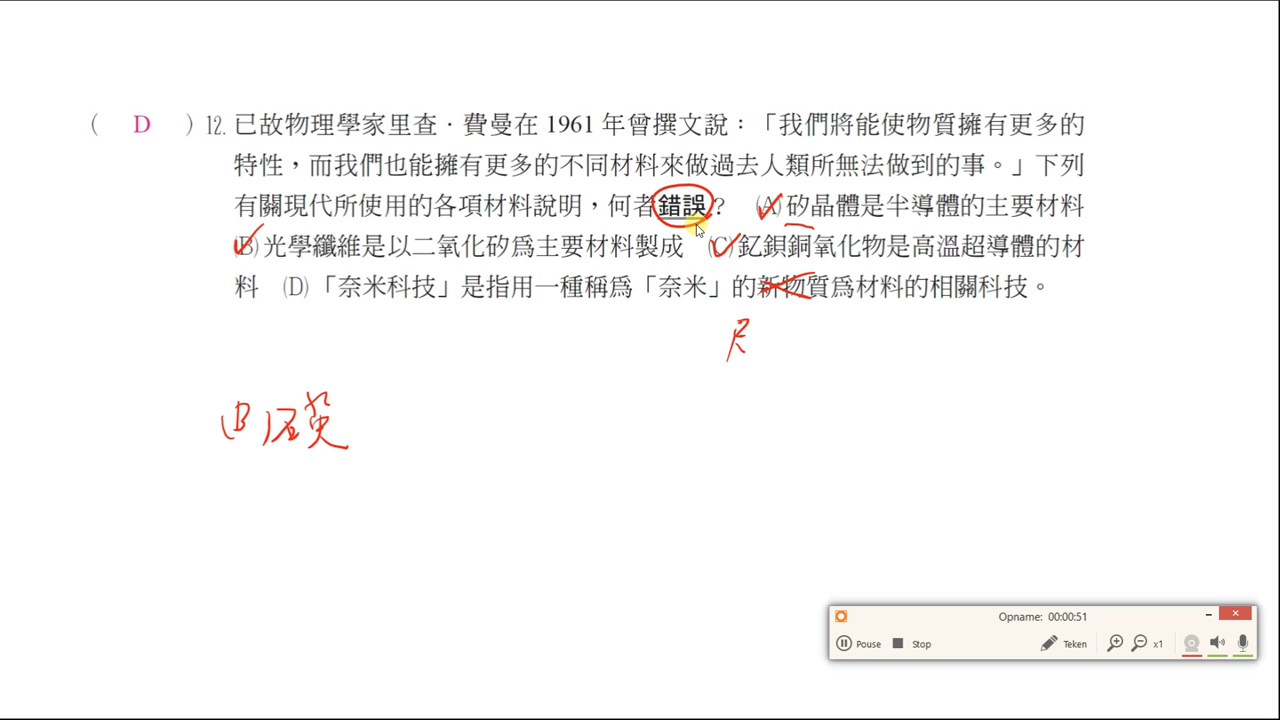 ( D ) 12. 已故物理學家里查．費曼在 1961 年曾撰文說：「我們將能使物質擁有更多的
特性，而我們也能擁有更多的不同材料來做過去人類所無法做到的事。」下列
有關現代所使用的各項材料說明，何者錯誤？ (A)矽晶體是半導體的主要材料
(B)光學纖維是以二氧化矽爲主要材料製成 (C)釔鋇銅氧化物是高溫超導體的材
料 (D)「奈米科技」是指用一種稱爲「奈米」的新物質爲材料的相關科技。
尺
(B)石英
Opname: 00:00:51
Pause Stop Teken x1